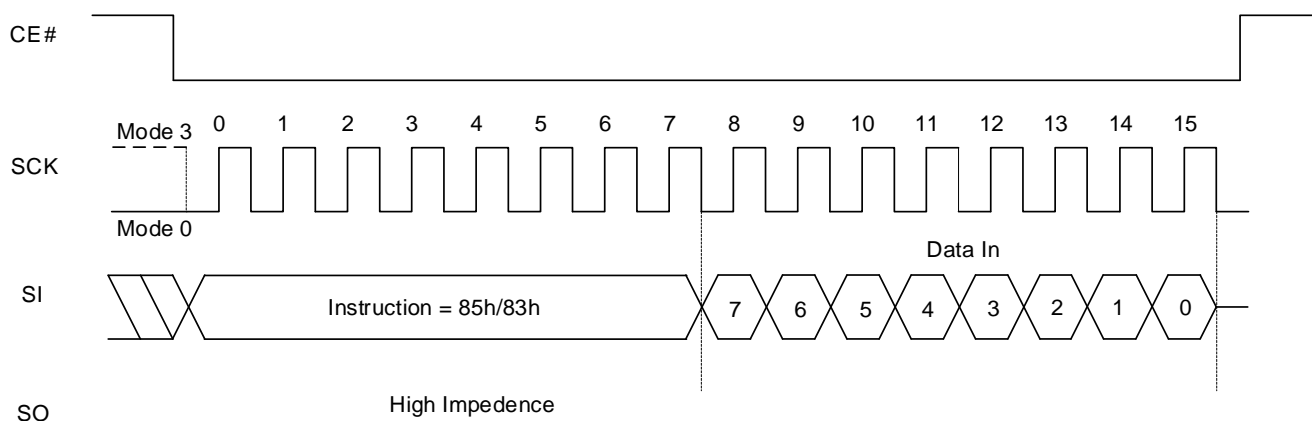 CE#
Mode 3
0 1 2 3 4 5 6 7 8 9 10 11 12 13 14 15
SCK
Mode 0
Data In
SI
Instruction = 85h/83h
7 6 5 4 3 2 1 0
High Impedence
SO